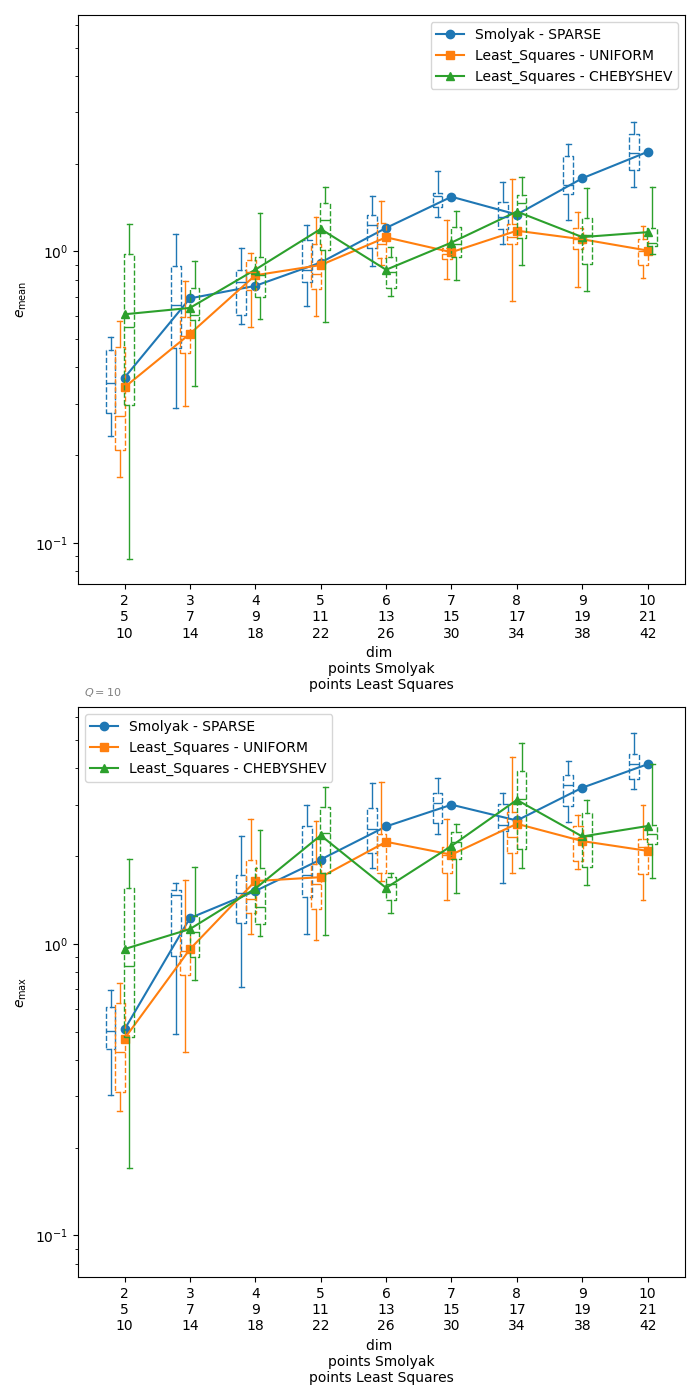 Smolyak - SPARSE
Least_Squares - UNIFORM
Least_Squares - CHEBYSHEV
10⁰
e_mean
10⁻¹
2 3 4 5 6 7 8 9 10
5 7 9 11 13 15 17 19 21
10 14 18 22 26 30 34 38 42
dim
points Smolyak
points Least Squares
Q = 10
Smolyak - SPARSE
Least_Squares - UNIFORM
Least_Squares - CHEBYSHEV
10⁰
e_max
10⁻¹
2 3 4 5 6 7 8 9 10
5 7 9 11 13 15 17 19 21
10 14 18 22 26 30 34 38 42
dim
points Smolyak
points Least Squares